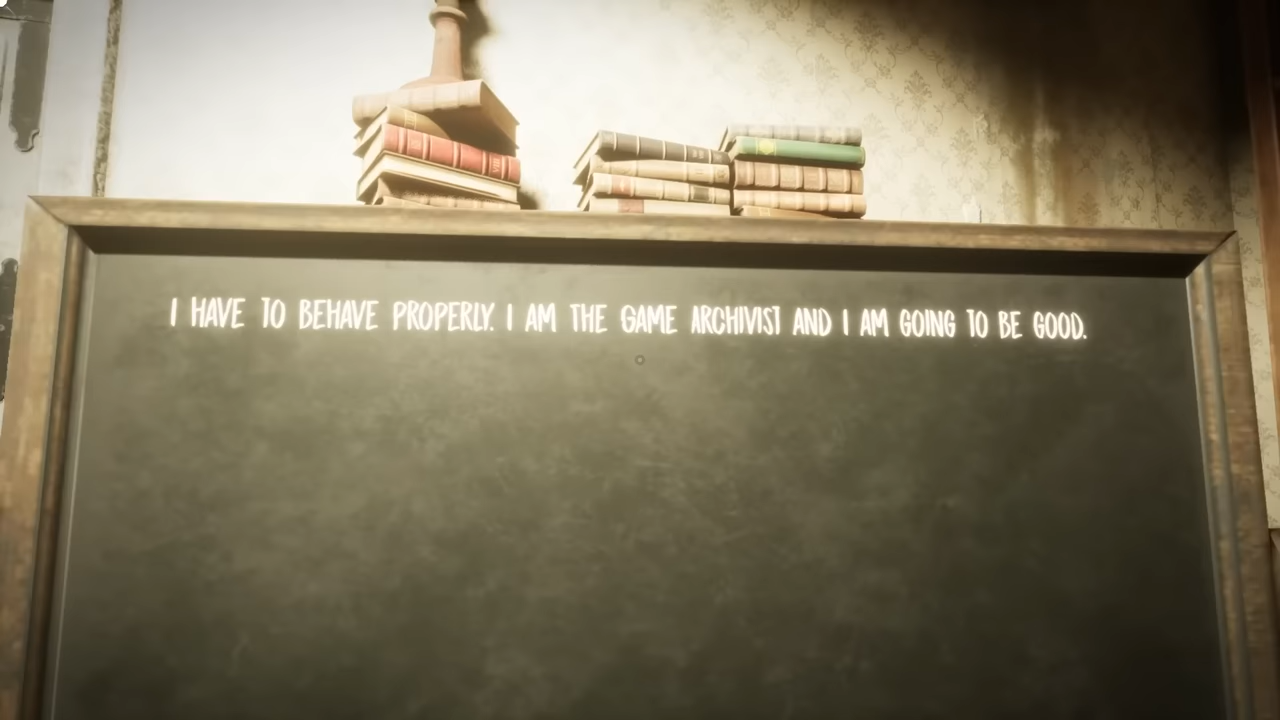 I HAVE TO BEHAVE PROPERLY. I AM THE GAME ARCHIVIST AND I AM GOING TO BE GOOD.